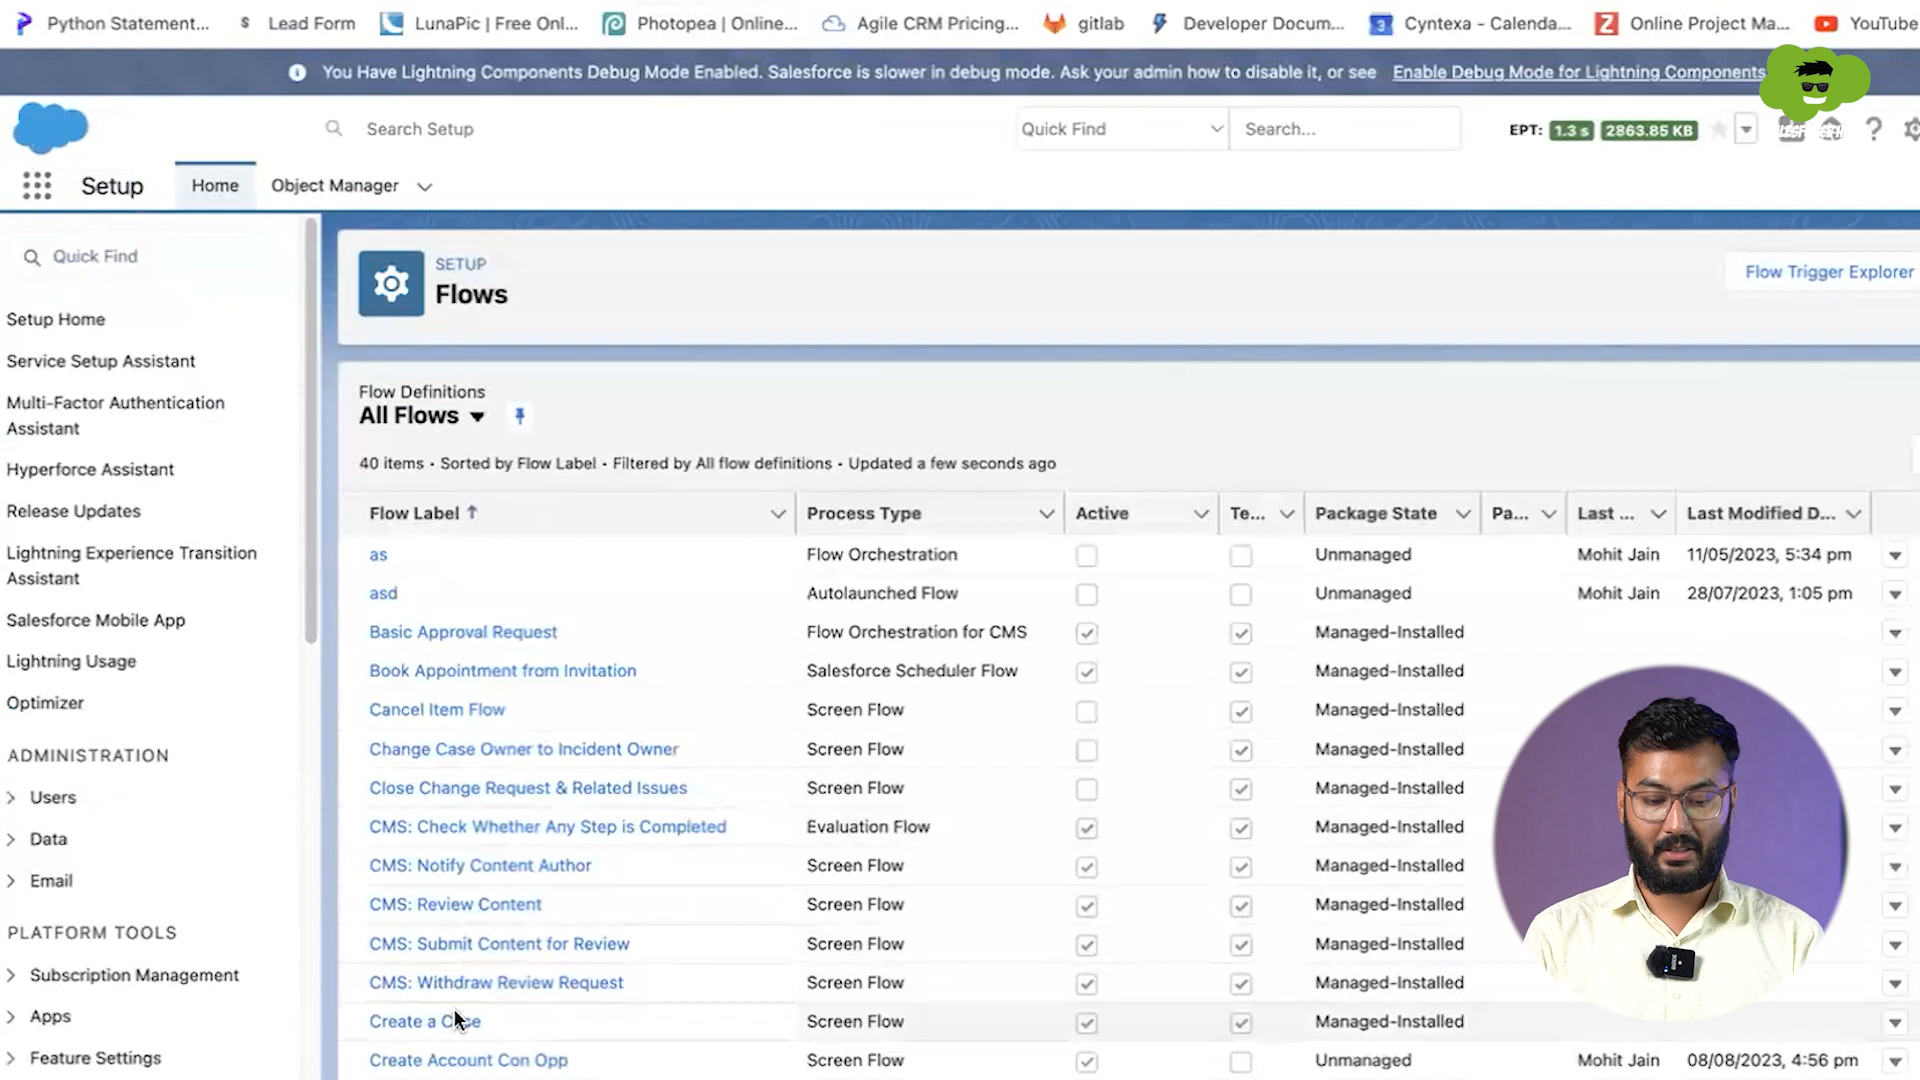 Python Statement...
Lead Form
LunaPic | Free Onl...
Photopea | Online...
Agile CRM Pricing...
gitlab
Developer Docum...
Cyntexa - Calenda...
Online Project Ma...
YouTube
You Have Lightning Components Debug Mode Enabled. Salesforce is slower in debug mode. Ask your admin how to disable it, or see Enable Debug Mode for Lightning Components
Search Setup
Quick Find
Search...
EPT: 1.3 s 2863.85 KB
Setup
Home
Object Manager
Quick Find
Setup Home
Service Setup Assistant
Multi-Factor Authentication
Assistant
Hyperforce Assistant
Release Updates
Lightning Experience Transition
Assistant
Salesforce Mobile App
Lightning Usage
Optimizer
ADMINISTRATION
Users
Data
Email
PLATFORM TOOLS
Subscription Management
Apps
Feature Settings
SETUP
Flows
Flow Trigger Explorer
Flow Definitions
All Flows
40 items • Sorted by Flow Label • Filtered by All flow definitions • Updated a few seconds ago
Flow Label Process Type Active Te... Package State Pa... Last ... Last Modified D...
as Flow Orchestration Unmanaged Mohit Jain 11/05/2023, 5:34 pm
asd Autolaunched Flow Unmanaged Mohit Jain 28/07/2023, 1:05 pm
Basic Approval Request Flow Orchestration for CMS Managed-Installed
Book Appointment from Invitation Salesforce Scheduler Flow Managed-Installed
Cancel Item Flow Screen Flow Managed-Installed
Change Case Owner to Incident Owner Screen Flow Managed-Installed
Close Change Request & Related Issues Screen Flow Managed-Installed
CMS: Check Whether Any Step is Completed Evaluation Flow Managed-Installed
CMS: Notify Content Author Screen Flow Managed-Installed
CMS: Review Content Screen Flow Managed-Installed
CMS: Submit Content for Review Screen Flow Managed-Installed
CMS: Withdraw Review Request Screen Flow Managed-Installed
Create a Screen Flow Managed-Installed
Create Account Con Opp Screen Flow Unmanaged Mohit Jain 08/08/2023, 4:56 pm